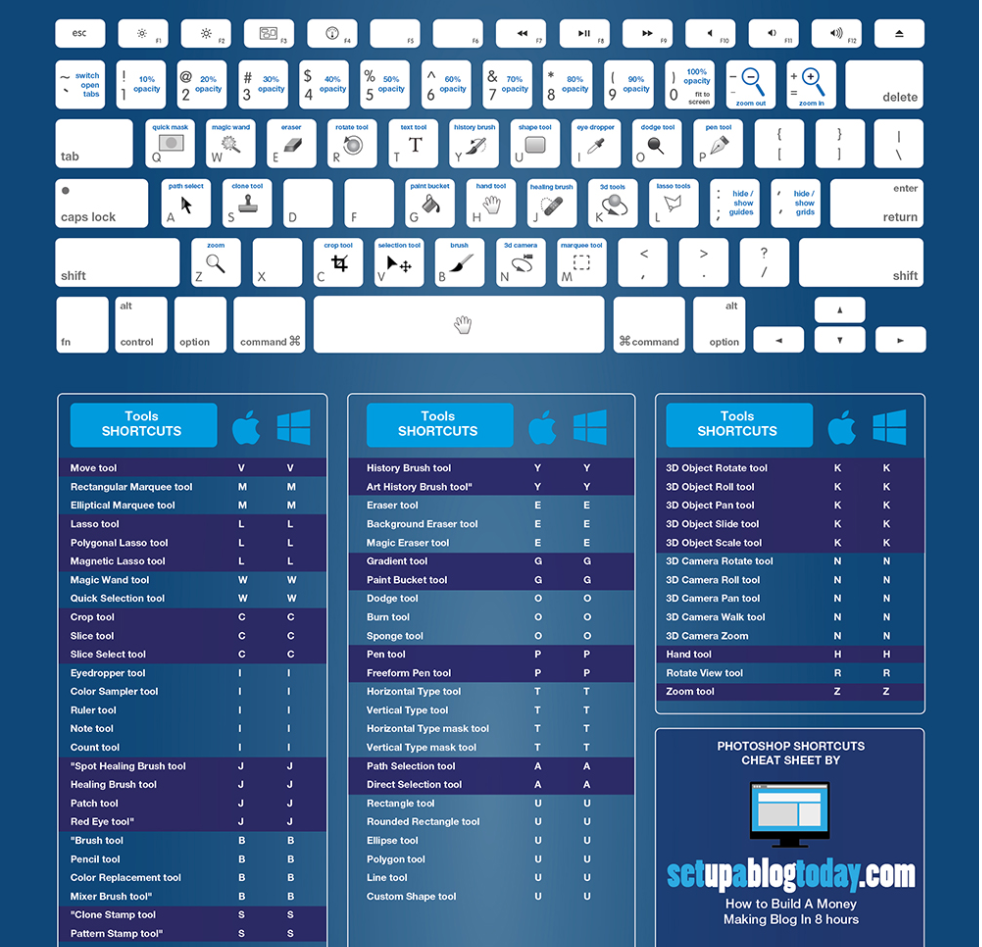 esc F1 F2 F3 F4 F5 F6 F7 F8 F9 F10 F11 F12
~ ` switch open tabs
! 1 10% opacity
@ 2 20% opacity
# 3 30% opacity
$ 4 40% opacity
% 5 50% opacity
^ 6 60% opacity
& 7 70% opacity
* 8 80% opacity
( 9 90% opacity
) 0 100% opacity fit to screen
– – zoom out
+ = zoom in
delete
tab
quick mask Q
magic wand W
eraser E
rotate tool R
text tool T T
history brush Y
shape tool U
eye dropper I
dodge tool O
pen tool P
{ [
} ]
| \
caps lock
path select A
clone tool S
D
F
paint bucket G
hand tool H
healing brush J
3d tools K
lasso tools L
: ; hide / show guides
' , hide / show grids
enter return
shift
zoom Z
X
crop tool C
selection tool V
brush B
3d camera N
marquee tool M
< ,
> .
? /
shift
fn
alt control
option
command ⌘
⌘ command
alt option
◄ ▲ ▼ ►
Tools
SHORTCUTS
Move tool V V
Rectangular Marquee tool M M
Elliptical Marquee tool M M
Lasso tool L L
Polygonal Lasso tool L L
Magnetic Lasso tool L L
Magic Wand tool W W
Quick Selection tool W W
Crop tool C C
Slice tool C C
Slice Select tool C C
Eyedropper tool I I
Color Sampler tool I I
Ruler tool I I
Note tool I I
Count tool I I
"Spot Healing Brush tool J J
Healing Brush tool J J
Patch tool J J
Red Eye tool" J J
"Brush tool B B
Pencil tool B B
Color Replacement tool B B
Mixer Brush tool" B B
"Clone Stamp tool S S
Pattern Stamp tool" S S
Tools
SHORTCUTS
History Brush tool Y Y
Art History Brush tool" Y Y
Eraser tool E E
Background Eraser tool E E
Magic Eraser tool E E
Gradient tool G G
Paint Bucket tool G G
Dodge tool O O
Burn tool O O
Sponge tool O O
Pen tool P P
Freeform Pen tool P P
Horizontal Type tool T T
Vertical Type tool T T
Horizontal Type mask tool T T
Vertical Type mask tool T T
Path Selection tool A A
Direct Selection tool A A
Rectangle tool U U
Rounded Rectangle tool U U
Ellipse tool U U
Polygon tool U U
Line tool U U
Custom Shape tool U U
Tools
SHORTCUTS
3D Object Rotate tool K K
3D Object Roll tool K K
3D Object Pan tool K K
3D Object Slide tool K K
3D Object Scale tool K K
3D Camera Rotate tool N N
3D Camera Roll tool N N
3D Camera Pan tool N N
3D Camera Walk tool N N
3D Camera Zoom N N
Hand tool H H
Rotate View tool R R
Zoom tool Z Z
PHOTOSHOP SHORTCUTS
CHEAT SHEET BY
setupablogtoday.com
How to Build A Money
Making Blog In 8 hours